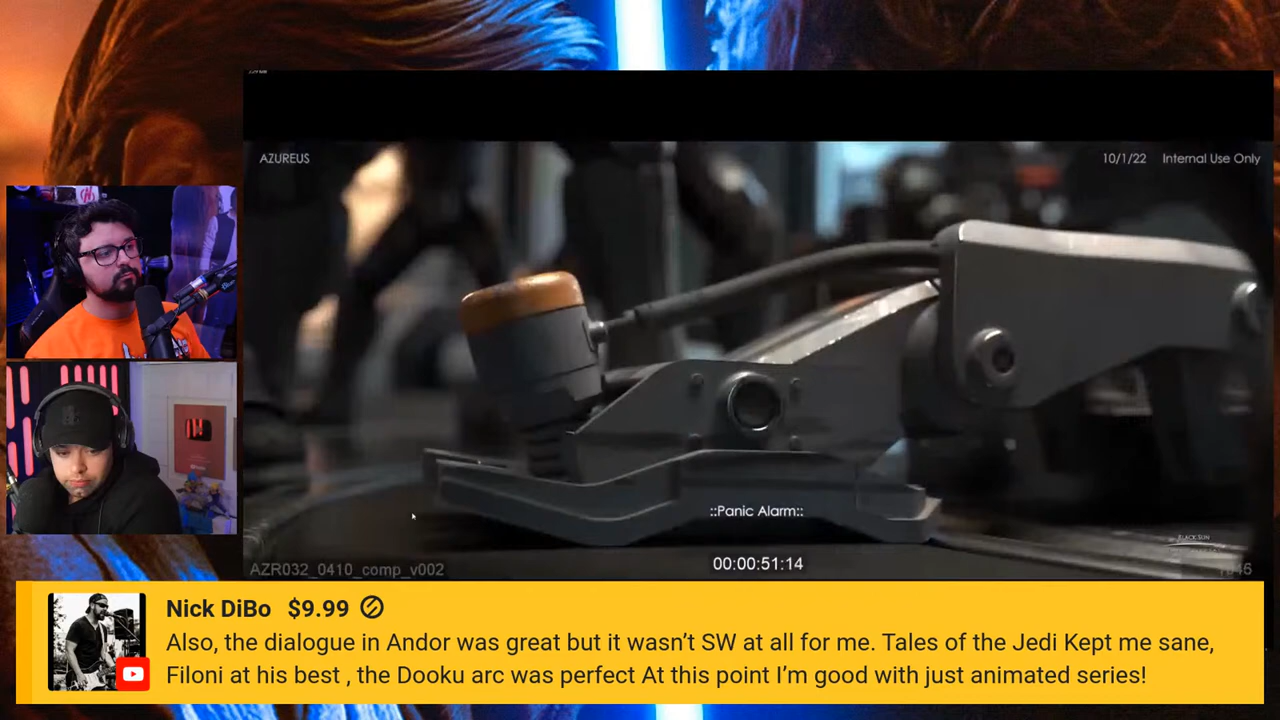 AZUREUS
10/1/22 Internal Use Only
::Panic Alarm::
BLACK SUN
00:00:51:14
AZR032_0410_comp_v002
Nick DiBo $9.99
Also, the dialogue in Andor was great but it wasn’t SW at all for me. Tales of the Jedi Kept me sane,
Filoni at his best , the Dooku arc was perfect At this point I’m good with just animated series!